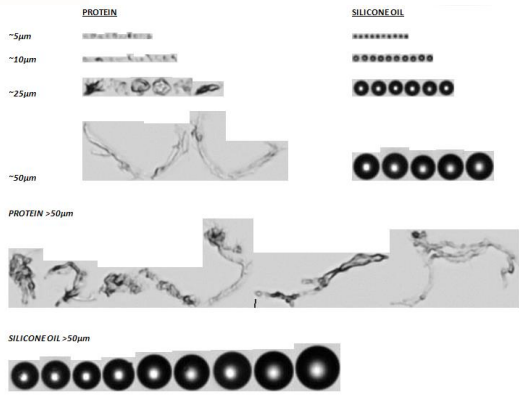 PROTEIN
SILICONE OIL
~5µm
~10µm
~25µm
~50µm
PROTEIN >50µm
SILICONE OIL >50µm